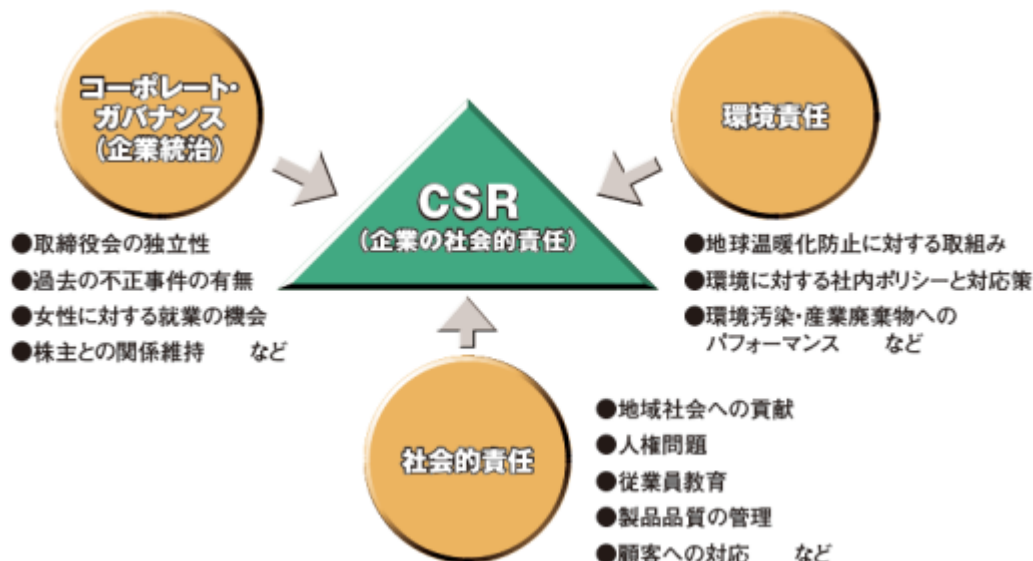 コーポレート・
ガバナンス
(企業統治)
●取締役会の独立性
●過去の不正事件の有無
●女性に対する就業の機会
●株主との関係維持　など
CSR
(企業の社会的責任)
環境責任
●地球温暖化防止に対する取組み
●環境に対する社内ポリシーと対応策
●環境汚染・産業廃棄物への
パフォーマンス　など
社会的責任
●地域社会への貢献
●人権問題
●従業員教育
●製品品質の管理
●顧客への対応　など